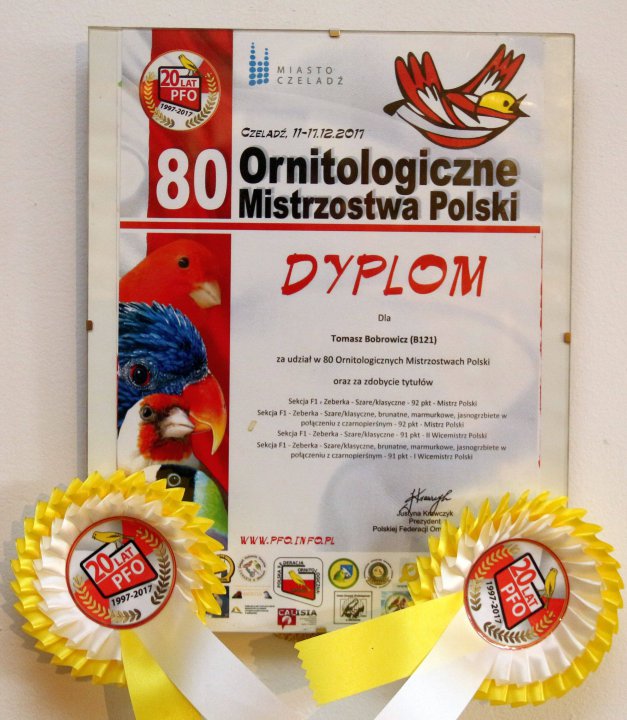 20 LAT
PFO
1997-2017
MIASTO
CZELADŹ
CZELADŹ, 11-17.12.2017
80 Ornitologiczne
Mistrzostwa Polski
DYPLOM
Dla
Tomasz Bobrowicz (B121)
za udział w 80 Ornitologicznych Mistrzostwach Polski
oraz za zdobycie tytułów
Sekcja F1 - Zeberka - Szare/klasyczne - 92 pkt - Mistrz Polski
Sekcja F1 - Zeberka - Szare/klasyczne, brunatne, marmurkowe, jasnogrzbiete w
połączeniu z czarnopierśnym - 92 pkt - Mistrz Polski
Sekcja F1 - Zeberka - Szare/klasyczne - 91 pkt - II Wicemistrz Polski
Sekcja F1 - Zeberka - Szare/klasyczne, brunatne, marmurkowe, jasnogrzbiete w
połączeniu z czarnopierśnym - 91 pkt - I Wicemistrz Polski
Justyna Krawczyk
Prezydent
Polskiej Federacji
WWW.PFO.INFO.PL
CALISIA
20 LAT
PFO
1997-2017
20 LAT
PFO
1997-2017